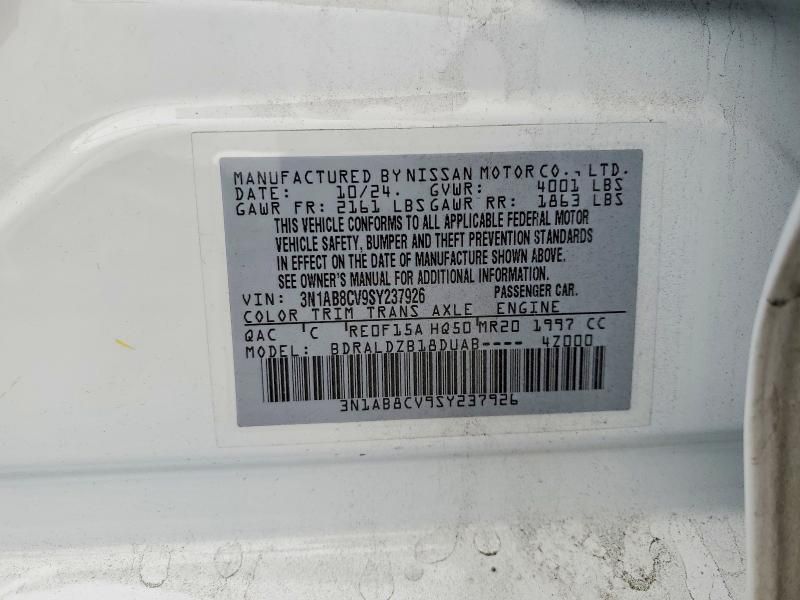 MANUFACTURED BY NISSAN MOTOR CO., LTD.
DATE: 10/24. GVWR: 4001 LBS
GAWR FR: 2161 LBS GAWR RR: 1863 LBS
THIS VEHICLE CONFORMS TO ALL APPLICABLE FEDERAL MOTOR
VEHICLE SAFETY, BUMPER AND THEFT PREVENTION STANDARDS
IN EFFECT ON THE DATE OF MANUFACTURE SHOWN ABOVE.
SEE OWNER'S MANUAL FOR ADDITIONAL INFORMATION.
VIN: 3N1AB8CV9SY237926 PASSENGER CAR.
COLOR TRIM TRANS AXLE ENGINE
QAC C RE0F15A HQ50 MR20 1997 CC
MODEL: BDRALDZB18DUAB---- 4Z000
3N1AB8CV9SY237926